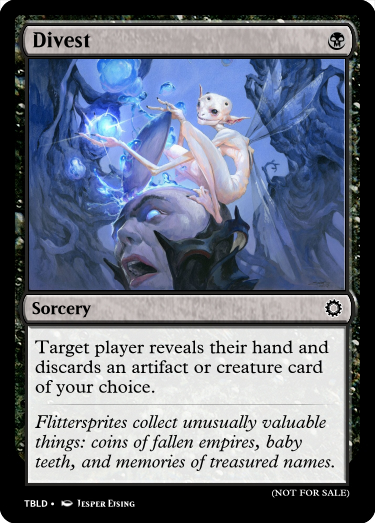 Divest
Sorcery
Target player reveals their hand and
discards an artifact or creature card
of your choice.
Flittersprites collect unusually valuable
things: coins of fallen empires, baby
teeth, and memories of treasured names.
(NOT FOR SALE)
TBLD • Jesper Eising